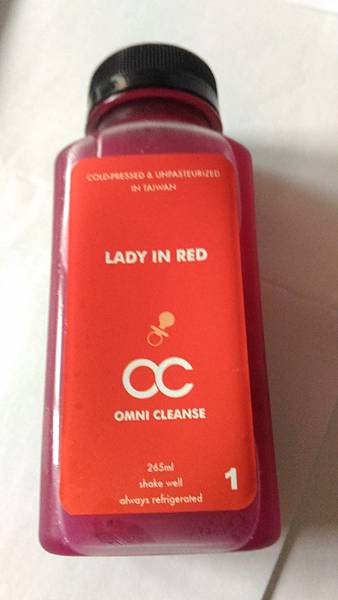 COLD-PRESSED & UNPASTEURIZED
IN TAIWAN
LADY IN RED
OC
OMNI CLEANSE
265ml
shake well
always refrigerated
1